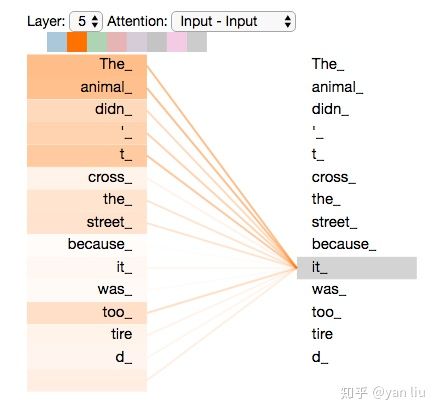 Layer: 5 Attention: Input - Input
The_ The_
animal_ animal_
didn_ didn_
'_ '_
t_ t_
cross_ cross_
the_ the_
street_ street_
because_ because_
it_ it_
was_ was_
too_ too_
tire tire
d_ d_
知乎 @yan liu